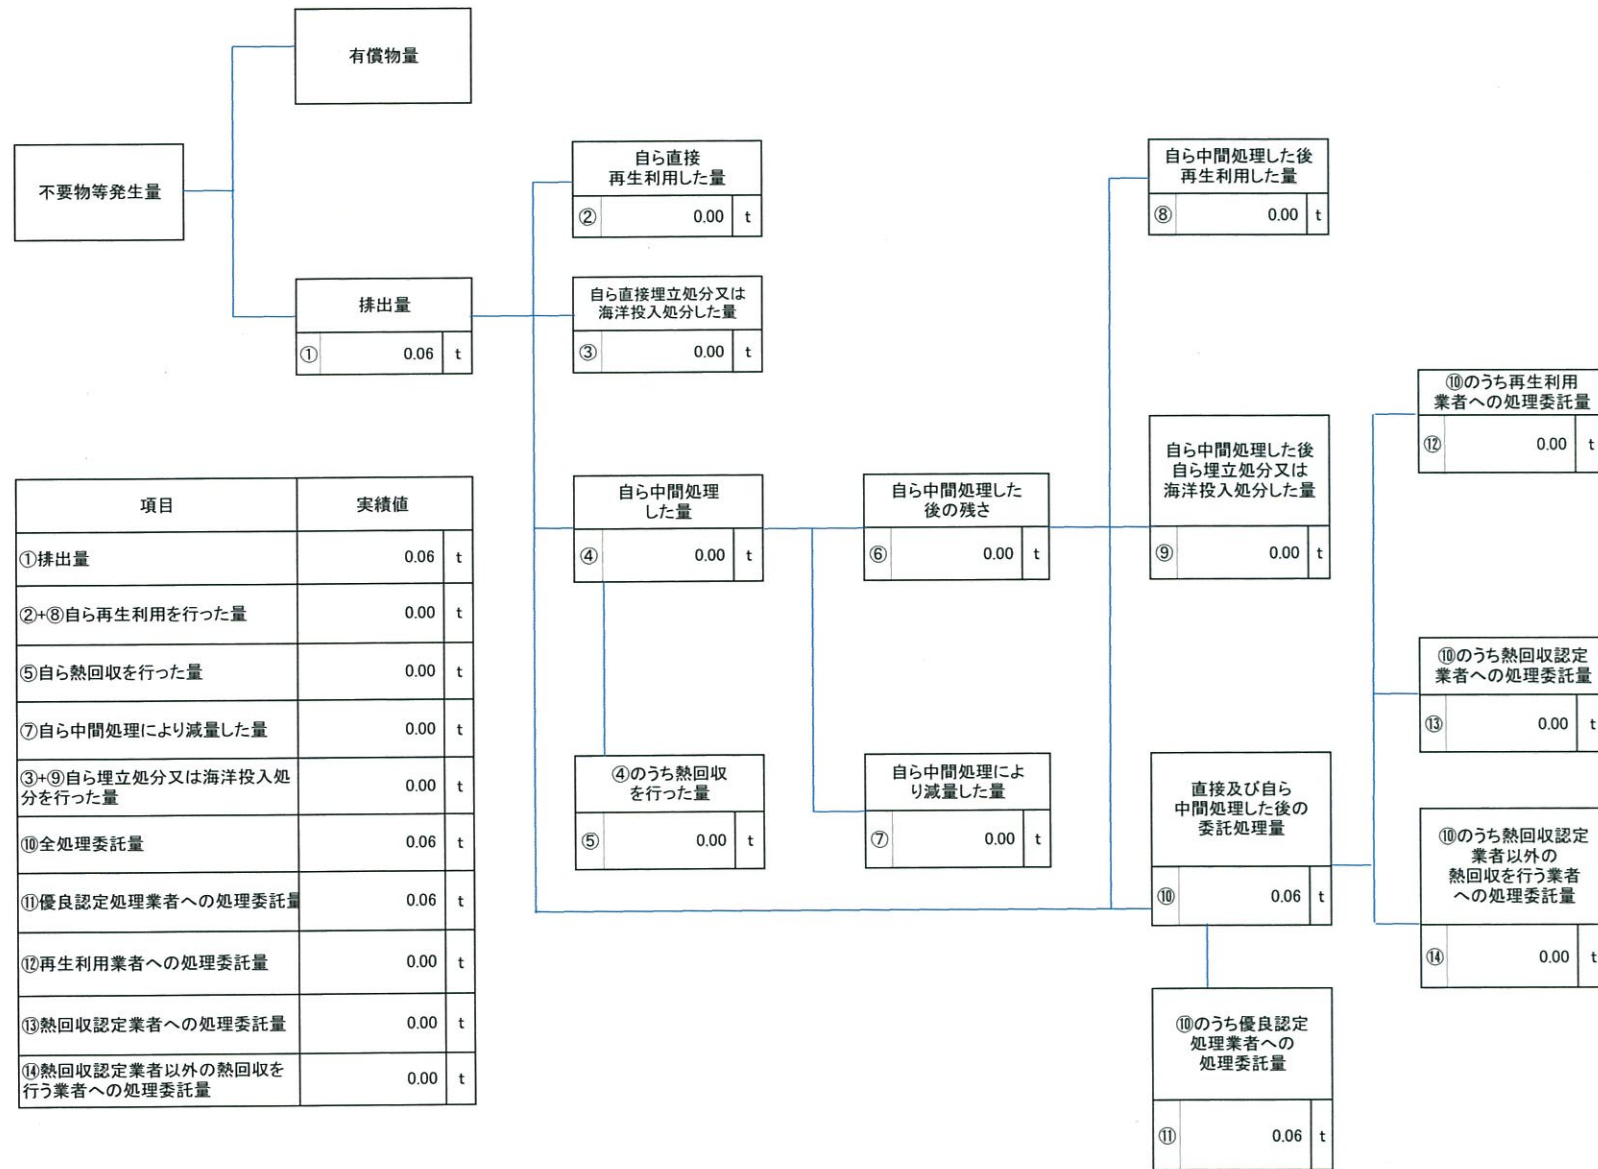 有償物量
不要物等発生量
排出量
① 0.06 t
自ら直接
再生利用した量
② 0.00 t
自ら直接埋立処分又は
海洋投入処分した量
③ 0.00 t
自ら中間処理
した量
④ 0.00 t
④のうち熱回収
を行った量
⑤ 0.00 t
自ら中間処理した
後の残さ
⑥ 0.00 t
自ら中間処理によ
り減量した量
⑦ 0.00 t
自ら中間処理した後
再生利用した量
⑧ 0.00 t
自ら中間処理した後
自ら埋立処分又は
海洋投入処分した量
⑨ 0.00 t
直接及び自ら
中間処理した後の
委託処理量
⑩ 0.06 t
⑩のうち優良認定
処理業者への
処理委託量
⑪ 0.06 t
⑩のうち再生利用
業者への処理委託量
⑫ 0.00 t
⑩のうち熱回収認定
業者への処理委託量
⑬ 0.00 t
⑩のうち熱回収認定
業者以外の
熱回収を行う業者
への処理委託量
⑭ 0.00 t
項目 実績値
①排出量 0.06 t
②+⑧自ら再生利用を行った量 0.00 t
⑤自ら熱回収を行った量 0.00 t
⑦自ら中間処理により減量した量 0.00 t
③+⑨自ら埋立処分又は海洋投入処
分を行った量 0.00 t
⑩全処理委託量 0.06 t
⑪優良認定処理業者への処理委託量 0.06 t
⑫再生利用業者への処理委託量 0.00 t
⑬熱回収認定業者への処理委託量 0.00 t
⑭熱回収認定業者以外の熱回収を
行う業者への処理委託量 0.00 t